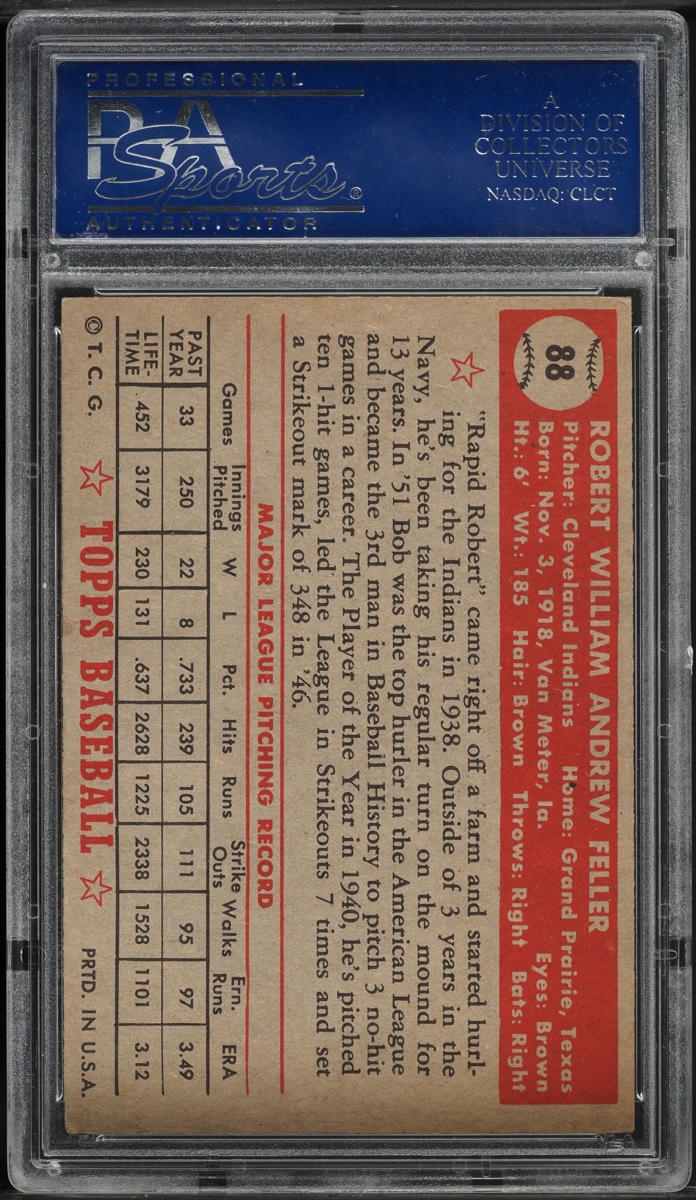 PROFESSIONAL
PSA
Sports®
AUTHENTICATOR
A
DIVISION OF
COLLECTORS
UNIVERSE
NASDAQ: CLCT
88
ROBERT WILLIAM ANDREW FELLER
Pitcher: Cleveland Indians Home: Grand Prairie, Texas
Born: Nov. 3, 1918, Van Meter, Ia. Eyes: Brown
Ht.: 6' Wt.: 185 Hair: Brown Throws: Right Bats: Right
"Rapid Robert" came right off a farm and started hurl-
ing for the Indians in 1938. Outside of 3 years in the
Navy, he's been taking his regular turn on the mound for
13 years. In '51 Bob was the top hurler in the American League
and became the 3rd man in Baseball History to pitch 3 no-hit
games in a career. The Player of the Year in 1940, he's pitched
ten 1-hit games, led the League in Strikeouts 7 times and set
a Strikeout mark of 348 in '46.
MAJOR LEAGUE PITCHING RECORD
Games Innings Pitched W L Pct. Hits Runs Strike Outs Walks Ern. Runs ERA
PAST YEAR 33 250 22 8 .733 239 105 111 95 97 3.49
LIFE-TIME 452 3179 230 131 .637 2628 1225 2338 1528 1101 3.12
© T. C. G. TOPPS BASEBALL PRTD. IN U.S.A.